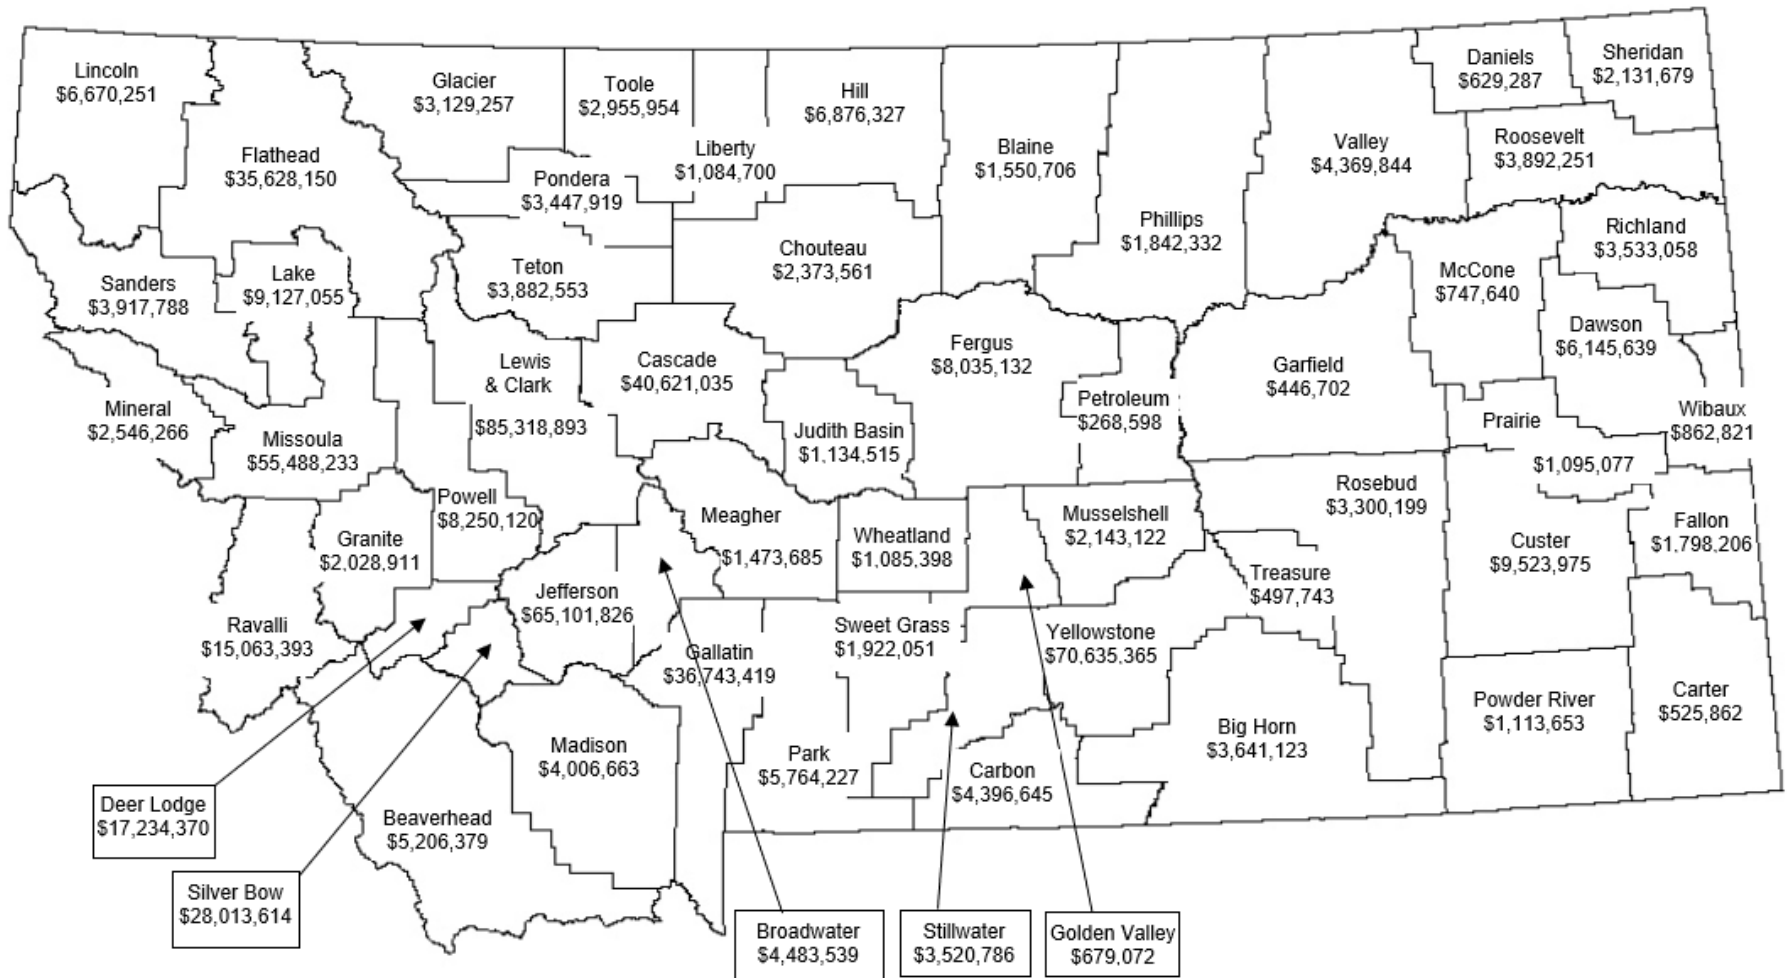 Lincoln
$6,670,251
Flathead
$35,628,150
Glacier
$3,129,257
Toole
$2,955,954
Liberty
$1,084,700
Hill
$6,876,327
Blaine
$1,550,706
Phillips
$1,842,332
Valley
$4,369,844
Daniels
$629,287
Sheridan
$2,131,679
Roosevelt
$3,892,251
Pondera
$3,447,919
Sanders
$3,917,788
Lake
$9,127,055
Teton
$3,882,553
Chouteau
$2,373,561
Richland
$3,533,058
McCone
$747,640
Dawson
$6,145,639
Mineral
$2,546,266
Missoula
$55,488,233
Lewis
& Clark
$85,318,893
Cascade
$40,621,035
Judith Basin
$1,134,515
Fergus
$8,035,132
Petroleum
$268,598
Garfield
$446,702
Prairie
$1,095,077
Wibaux
$862,821
Powell
$8,250,120
Granite
$2,028,911
Ravalli
$15,063,393
Jefferson
$65,101,826
Meagher
$1,473,685
Wheatland
$1,085,398
Musselshell
$2,143,122
Rosebud
$3,300,199
Treasure
$497,743
Custer
$9,523,975
Fallon
$1,798,206
Gallatin
$36,743,419
Sweet Grass
$1,922,051
Yellowstone
$70,635,365
Big Horn
$3,641,123
Powder River
$1,113,653
Carter
$525,862
Madison
$4,006,663
Park
$5,764,227
Carbon
$4,396,645
Beaverhead
$5,206,379
Deer Lodge
$17,234,370
Silver Bow
$28,013,614
Broadwater
$4,483,539
Stillwater
$3,520,786
Golden Valley
$679,072